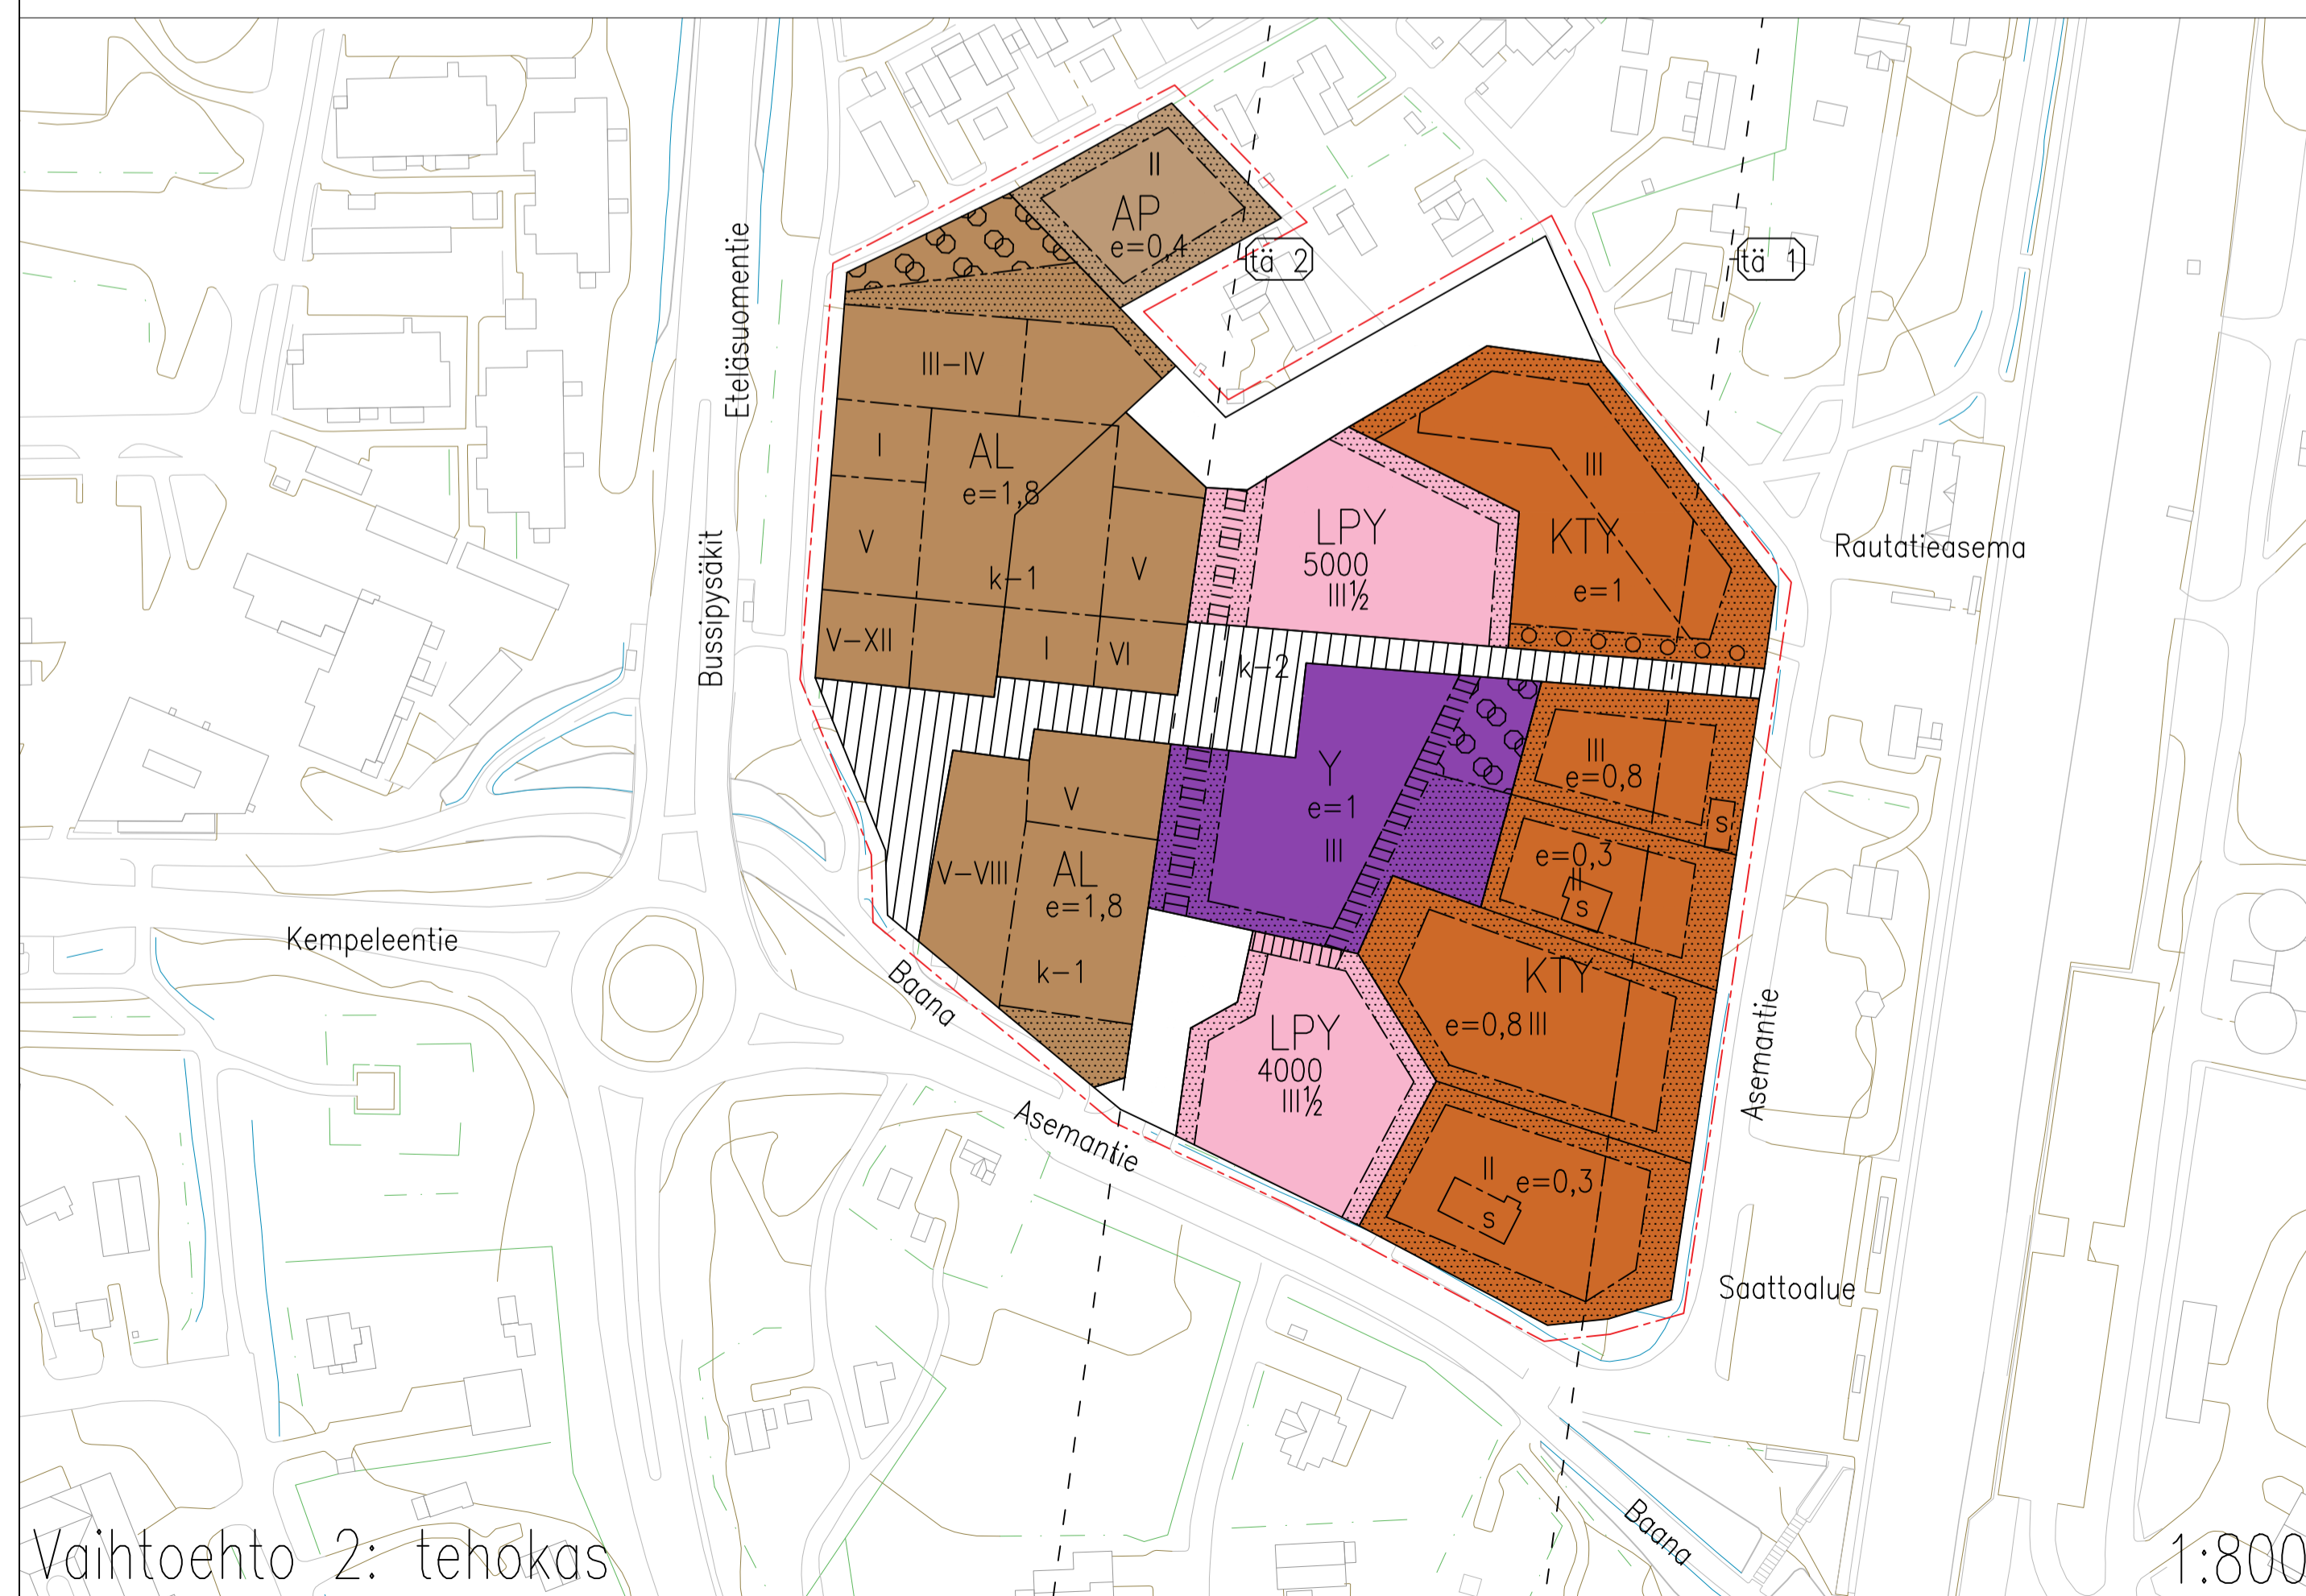 II
AP
e=0,4
tä 2
tä 1
Eteläsuomentie
III-IV
I
AL
e=1,8
V
k-1
V
V-XII
I
VI
Bussipysäkit
LPY
5000
III½
III
KTY
e=1
Rautatieasema
k-2
Y
e=1
III
III
e=0,8
s
e=0,3
II
s
V
V-VIII
AL
e=1,8
k-1
KTY
e=0,8 III
Kempeleentie
Baana
LPY
4000
III½
Asemantie
Asemantie
II
e=0,3
s
Saattoalue
Baana
Vaihtoehto 2: tehokas
1:800